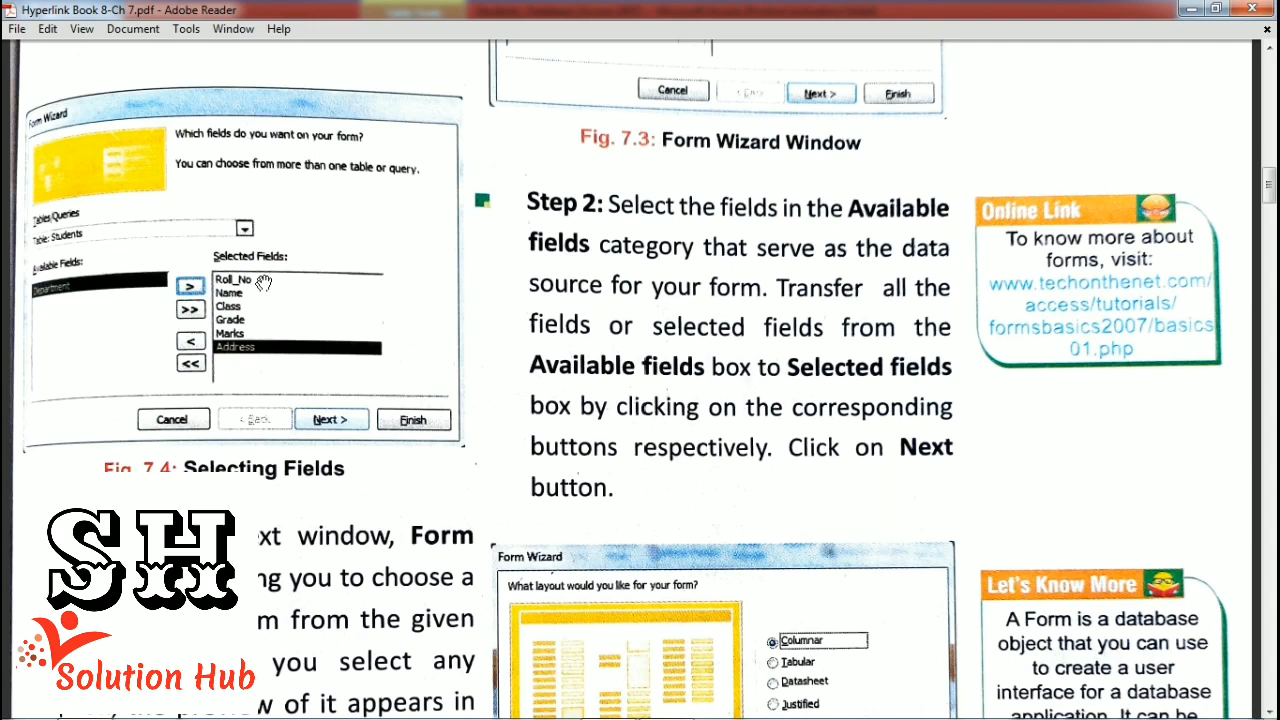 Hyperlink Book 8-Ch 7.pdf - Adobe Reader
File Edit View Document Tools Window Help
Cancel Next > Finish
Fig. 7.3: Form Wizard Window
Form Wizard
Which fields do you want on your form?
You can choose from more than one table or query.
Tables/Queries
Table: Students
Available Fields:
Department
Selected Fields:
Roll_No
Name
Class
Grade
Marks
Address
>
>>
<
<<
Cancel < Back Next > Finish
Fig. 7.4: Selecting Fields
Step 2: Select the fields in the Available
fields category that serve as the data
source for your form. Transfer all the
fields or selected fields from the
Available fields box to Selected fields
box by clicking on the corresponding
buttons respectively. Click on Next
button.
Online Link
To know more about
forms, visit:
www.techonthenet.com/
access/tutorials/
formsbasics2007/basics
01.php
xt window, Form
ng you to choose a
m from the given
you select any
of it appears in
SH
Solution Hub
Form Wizard
What layout would you like for your form?
Columnar
Tabular
Datasheet
Justified
Let's Know More
A Form is a database
object that you can use
to create a user
interface for a database
application. It can be